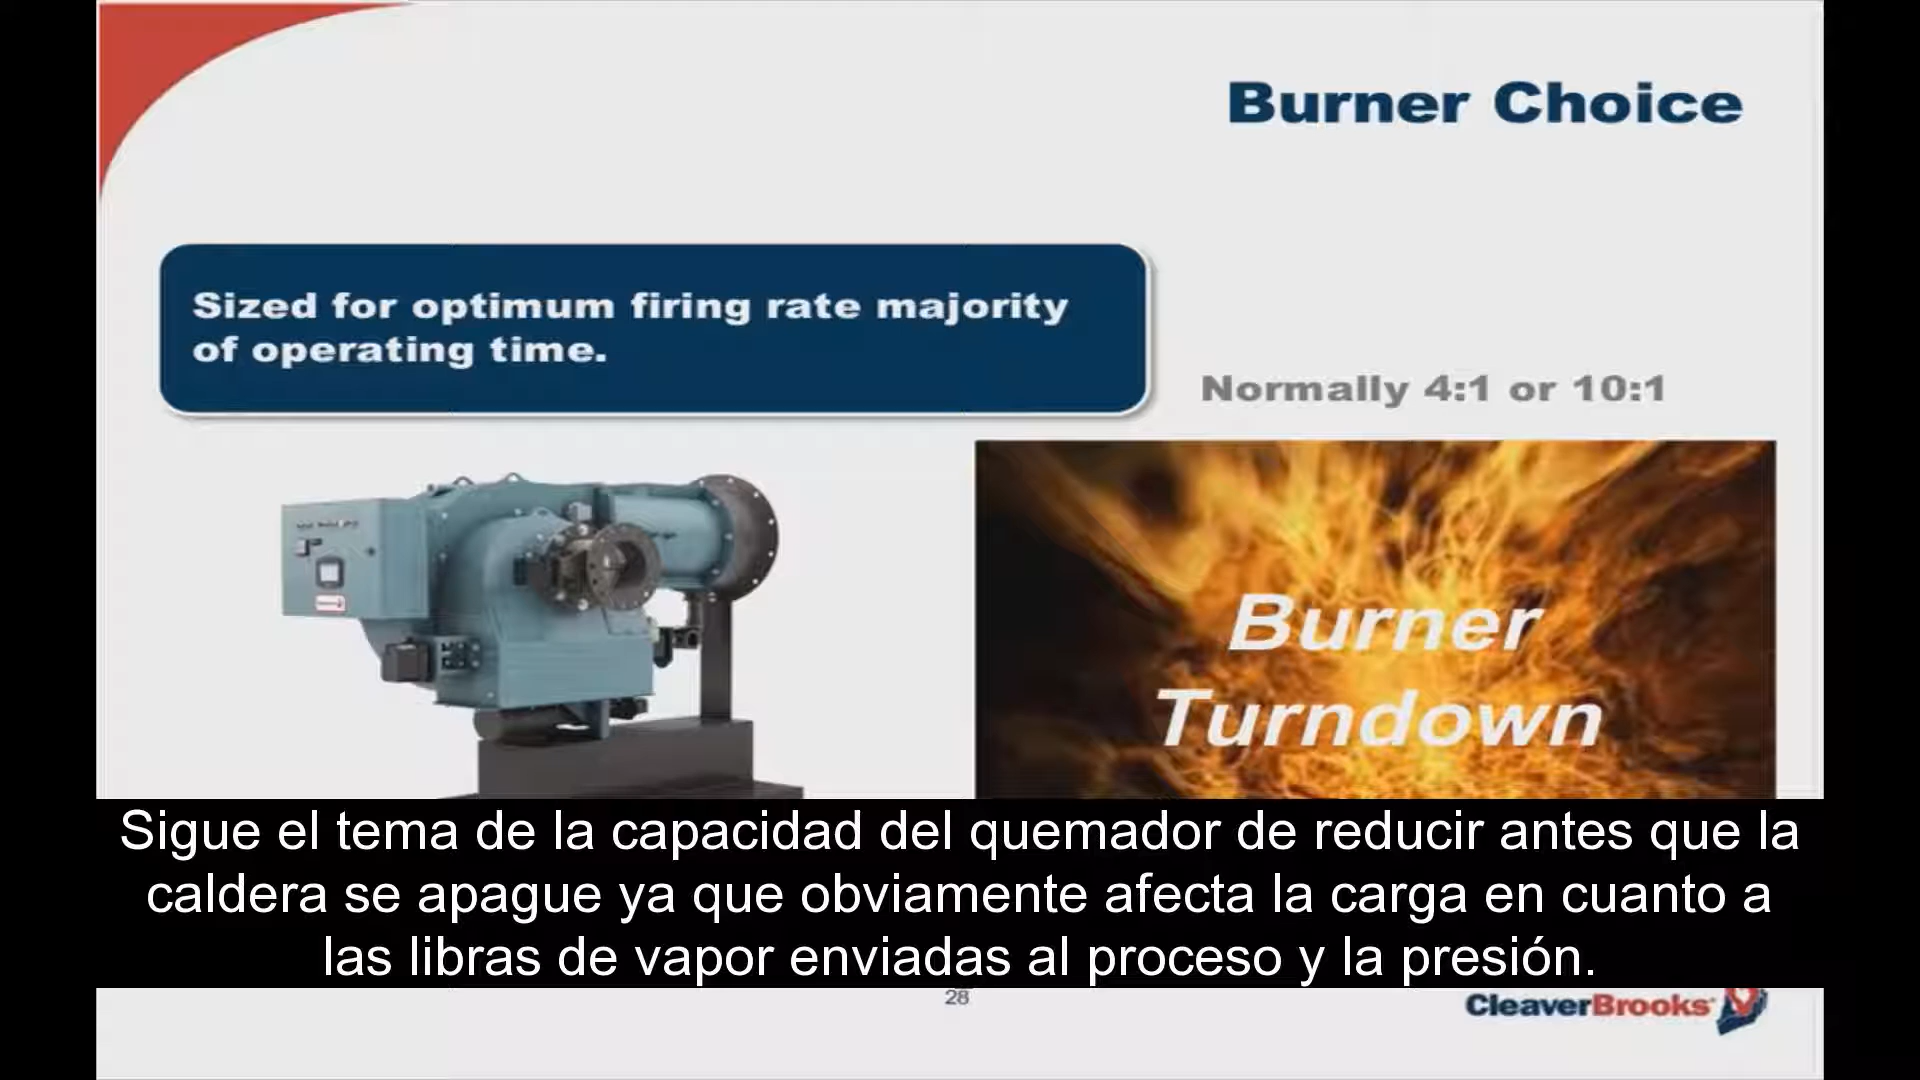 Burner Choice
Sized for optimum firing rate majority
of operating time.
Normally 4:1 or 10:1
Burner
Turndown
Sigue el tema de la capacidad del quemador de reducir antes que la
caldera se apague ya que obviamente afecta la carga en cuanto a
las libras de vapor enviadas al proceso y la presión.
28
CleaverBrooks